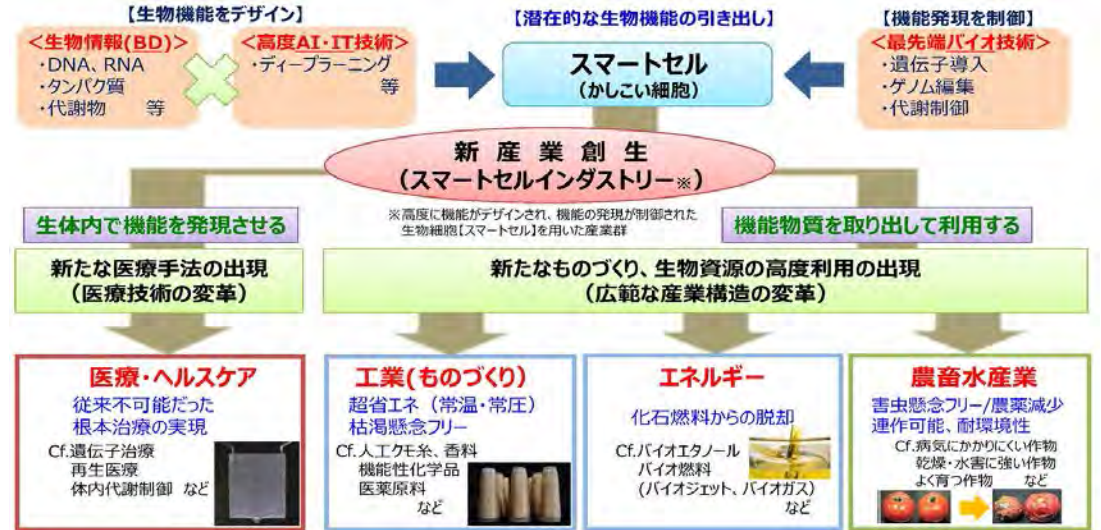 【生物機能をデザイン】
<生物情報(BD)>
・DNA、RNA
・タンパク質
・代謝物 等
<高度AI・IT技術>
・ディープラーニング
等
【潜在的な生物機能の引き出し】
スマートセル
(かしこい細胞)
【機能発現を制御】
<最先端バイオ技術>
・遺伝子導入
・ゲノム編集
・代謝制御
新産業創生
(スマートセルインダストリー※)
※高度に機能がデザインされ、機能の発現が制御された
生物細胞【スマートセル】を用いた産業群
生体内で機能を発現させる
機能物質を取り出して利用する
新たな医療手法の出現
(医療技術の変革)
新たなものづくり、生物資源の高度利用の出現
(広範な産業構造の変革)
医療・ヘルスケア
従来不可能だった
根本治療の実現
Cf.遺伝子治療
再生医療
体内代謝制御 など
工業(ものづくり)
超省エネ (常温・常圧)
枯渇懸念フリー
Cf.人工クモ糸、香料
機能性化学品
医薬原料
など
エネルギー
化石燃料からの脱却
Cf.バイオエタノール
バイオ燃料
(バイオジェット、バイオガス)
など
農畜水産業
害虫懸念フリー/農薬減少
連作可能、耐環境性
Cf.病気にかかりにくい作物
乾燥・水害に強い作物
よく育つ作物 など